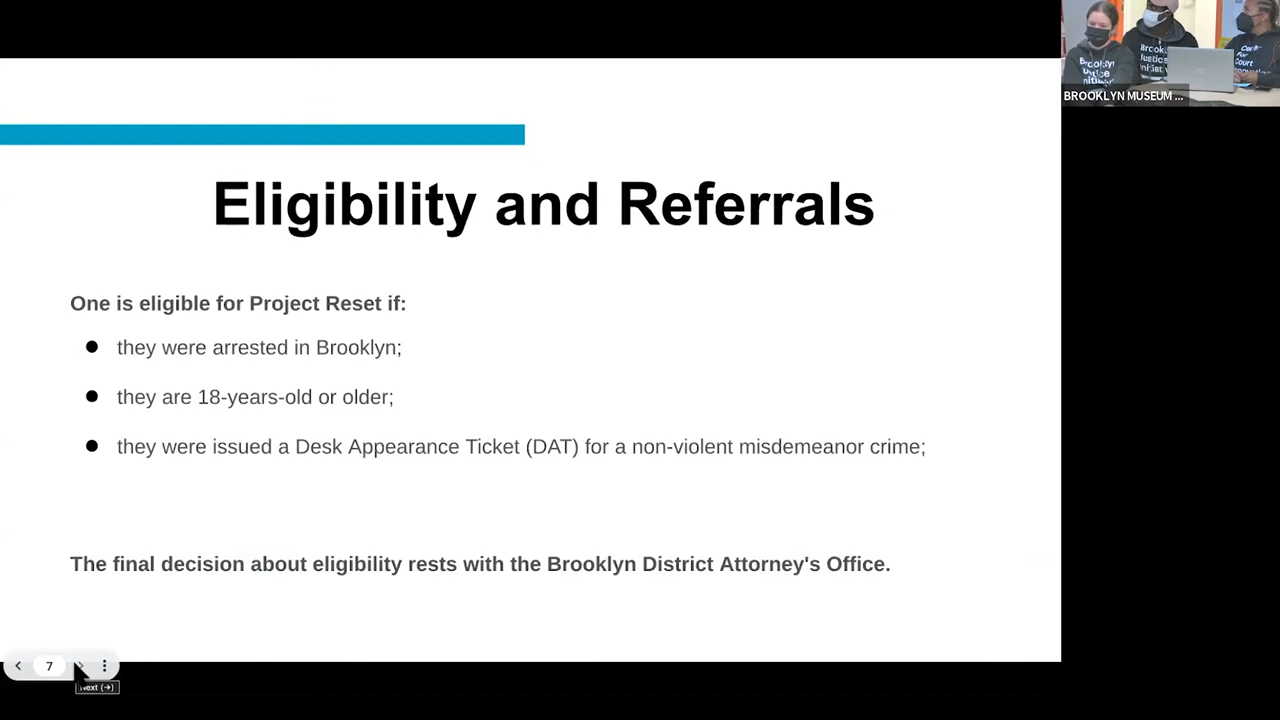 Eligibility and Referrals
One is eligible for Project Reset if:
● they were arrested in Brooklyn;
● they are 18-years-old or older;
● they were issued a Desk Appearance Ticket (DAT) for a non-violent misdemeanor crime;
The final decision about eligibility rests with the Brooklyn District Attorney's Office.
7
BROOKLYN MUSEUM ...